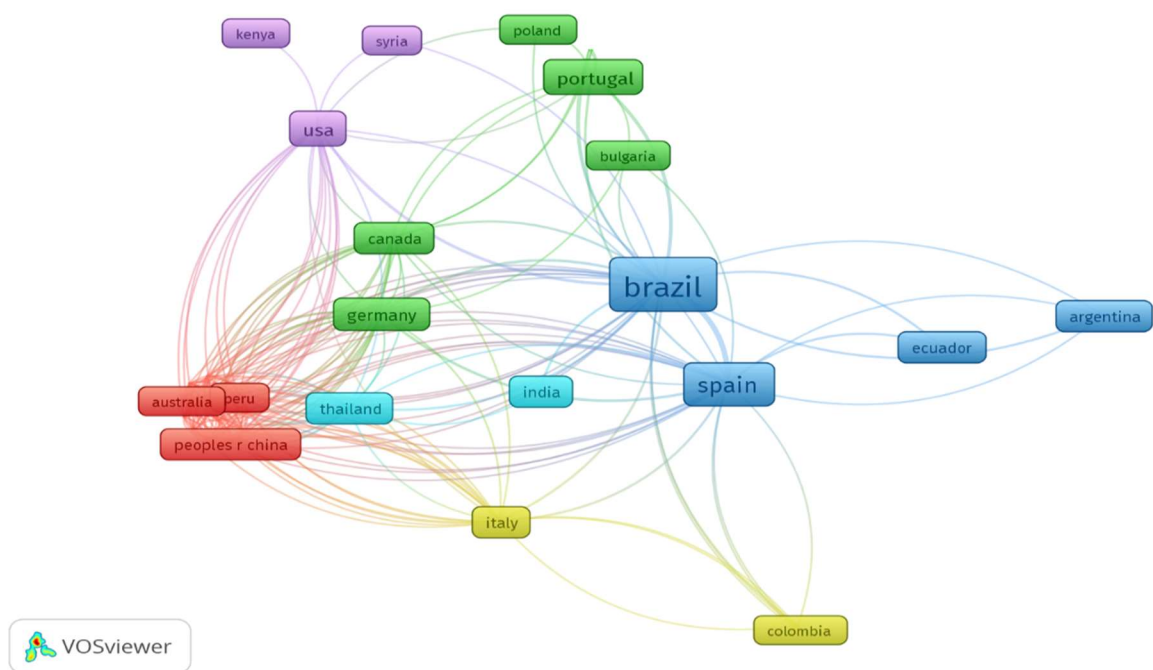 kenya
syria
poland
portugal
usa
bulgaria
canada
brazil
germany
argentina
ecuador
spain
india
australia
peru
thailand
peoples r china
italy
colombia
VOSviewer